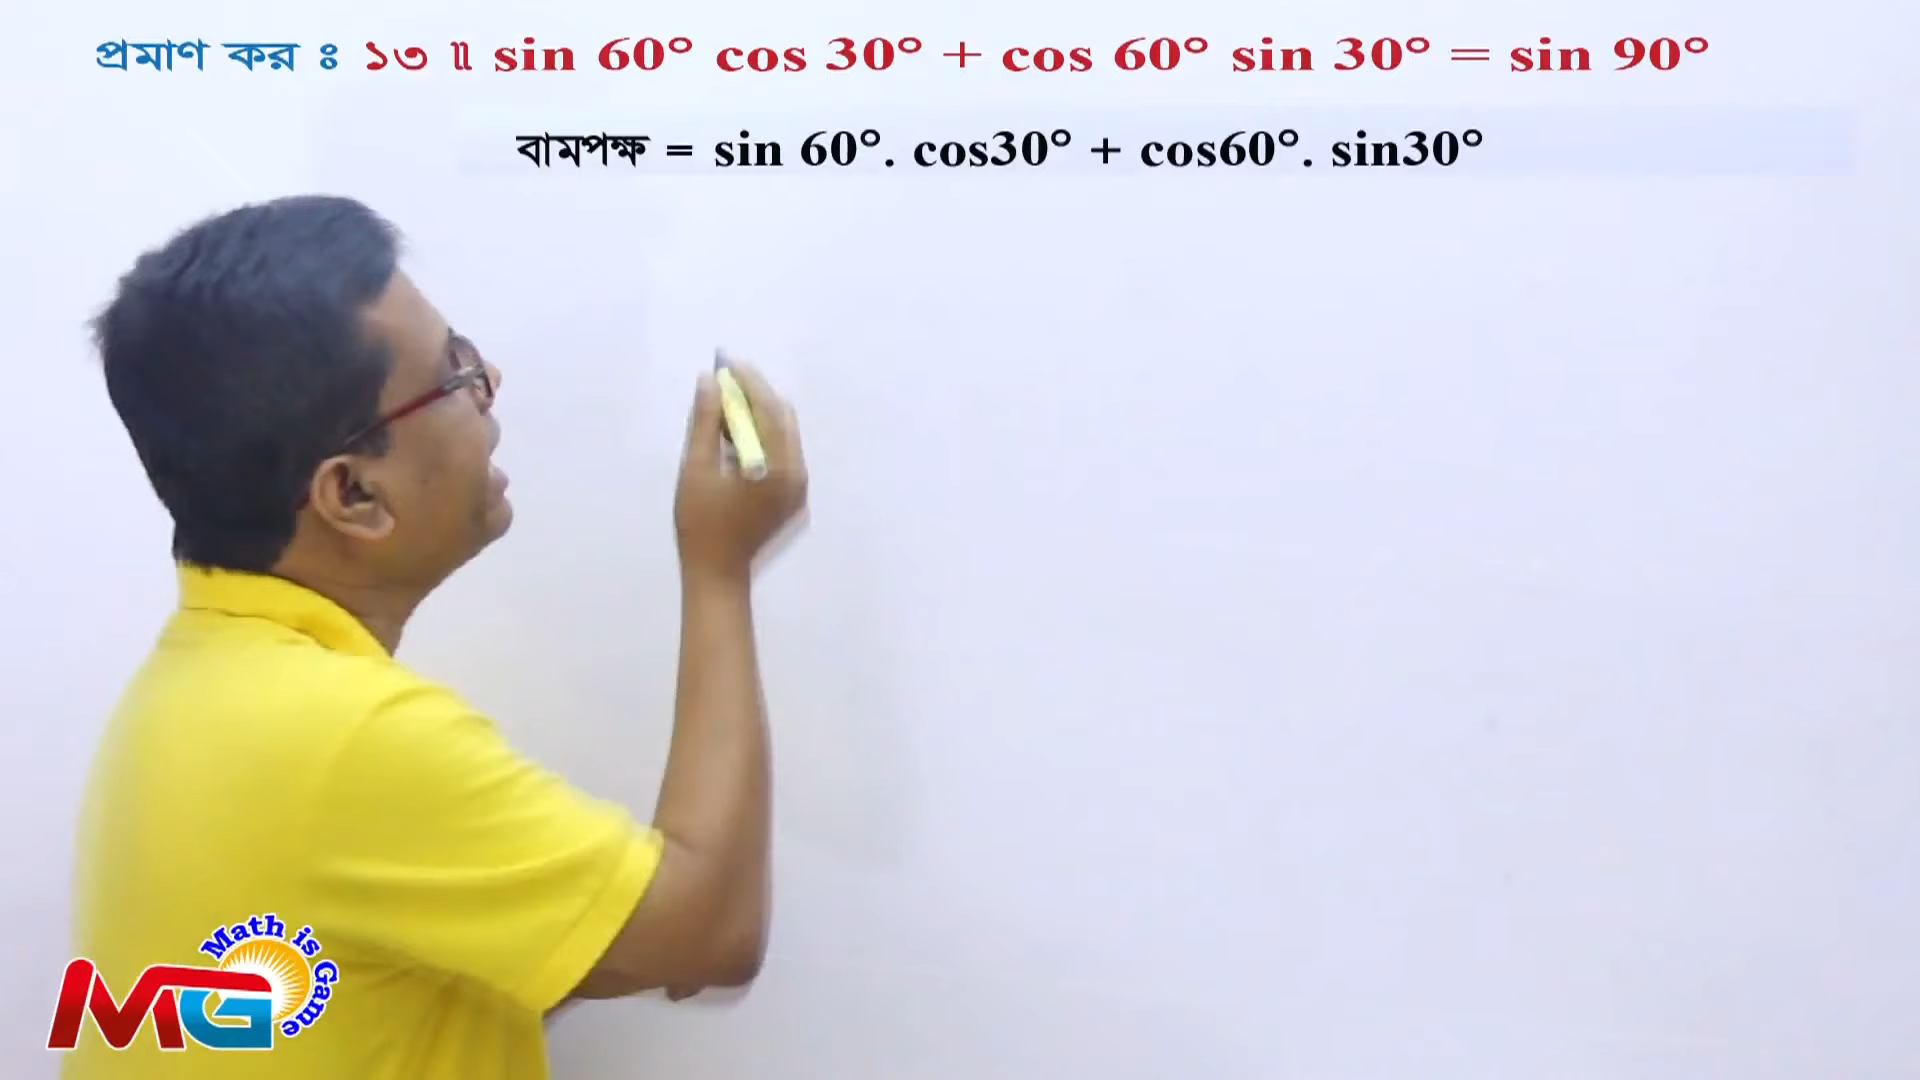 প্রমাণ কর ঃ ১৩ ॥ sin 60° cos 30° + cos 60° sin 30° = sin 90°
বামপক্ষ = sin 60°. cos30° + cos60°. sin30°
Math is Game
MG